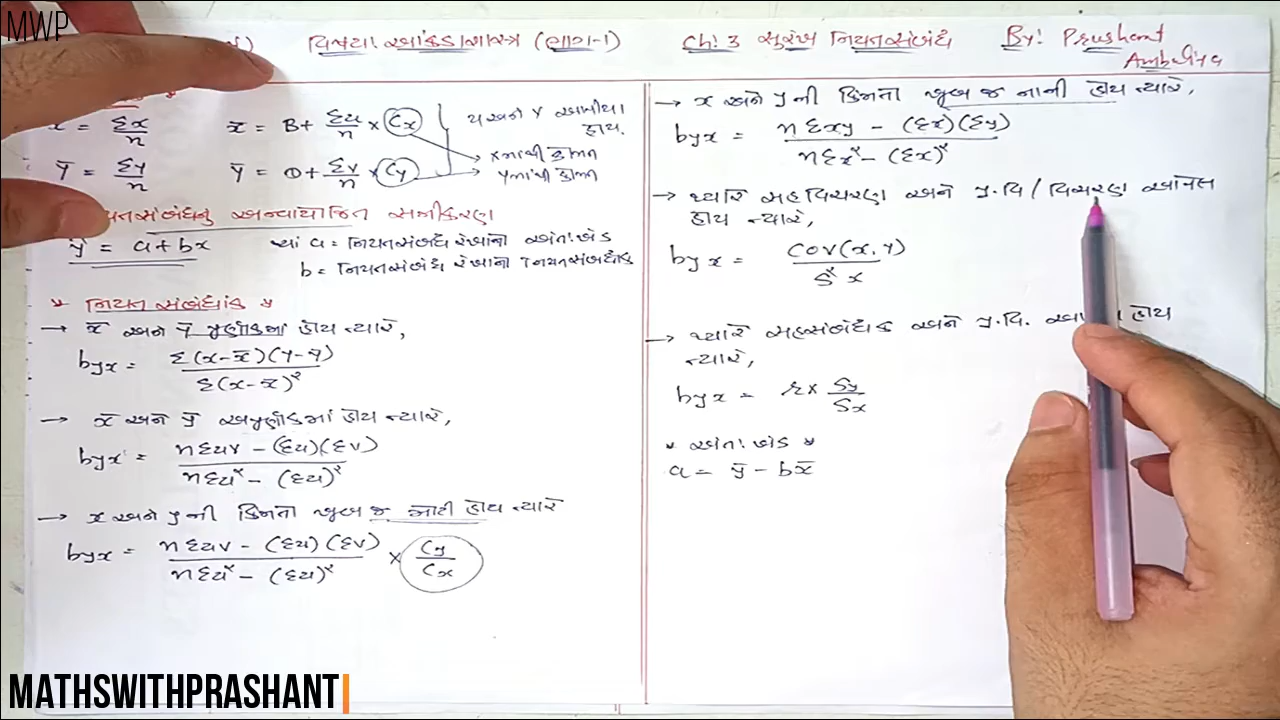 MWP
વિષય: આંકડાશાસ્ત્ર (ભાગ-1) Ch: 3 સુરેખ નિયતસંબંધ By: Prashant
Ambaliya
x̄ = Σx/n x̄ = B + Σu/n × Cx
ȳ = Σy/n ȳ = + Σv/n × Cy
નિયતસંબંધનું અન્વાયોજિત સમીકરણ
ŷ = a + bx જ્યાં a = નિયતસંબંધ રેખાનો અંતઃખંડ
b = નિયતસંબંધ રેખાનો નિયતસંબંધાંક
* નિયત સંબંધાંક *
→ x̄ અને ȳ પૂર્ણાંકમાં હોય ત્યારે,
byx = Σ(x-x̄)(y-ȳ) / Σ(x-x̄)²
→ x̄ અને ȳ અપૂર્ણાંકમાં હોય ત્યારે,
byx = nΣuv - (Σu)(Σv) / nΣu² - (Σu)²
→ x અને y ની કિંમતો ખૂબ જ મોટી હોય ત્યારે
byx = nΣuv - (Σu)(Σv) / nΣu² - (Σu)² × Cy/Cx
→ x અને y ની કિંમતો ખૂબ જ નાની હોય ત્યારે,
byx = nΣxy - (Σx)(Σy) / nΣx² - (Σx)²
→ જ્યારે સહવિચરણ અને પ્ર.વિ / વિચરણ આપેલ
હોય ત્યારે,
byx = COV(x,y) / S²x
→ જ્યારે સહસંબંધાંક અને પ્ર.વિ. હોય
ત્યારે,
byx = r × Sy/Sx
* અંતઃખંડ *
a = ȳ - bx̄
MATHSWITHPRASHANT